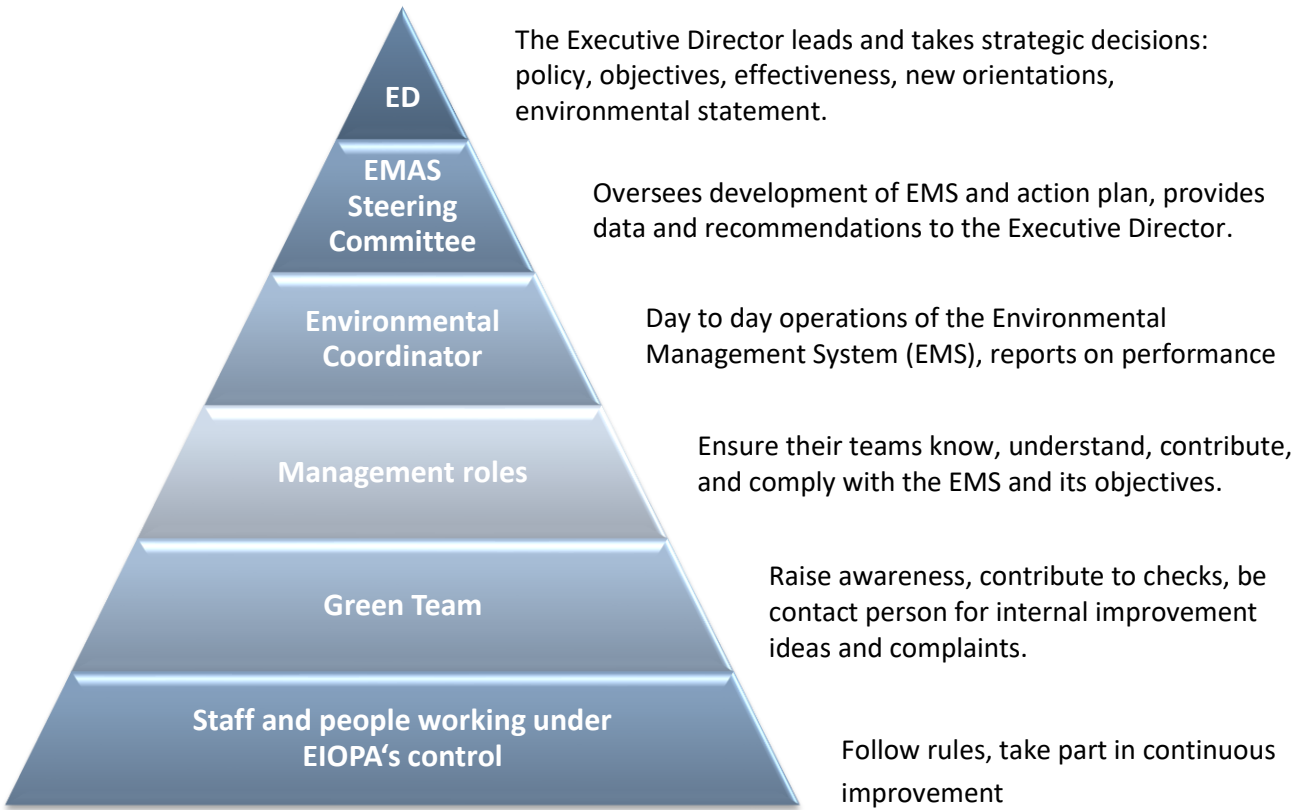 The Executive Director leads and takes strategic decisions:
policy, objectives, effectiveness, new orientations,
environmental statement.
ED
EMAS
Steering
Committee
Oversees development of EMS and action plan, provides
data and recommendations to the Executive Director.
Environmental
Coordinator
Day to day operations of the Environmental
Management System (EMS), reports on performance
Management roles
Ensure their teams know, understand, contribute,
and comply with the EMS and its objectives.
Green Team
Raise awareness, contribute to checks, be
contact person for internal improvement
ideas and complaints.
Staff and people working under
EIOPA‘s control
Follow rules, take part in continuous
improvement